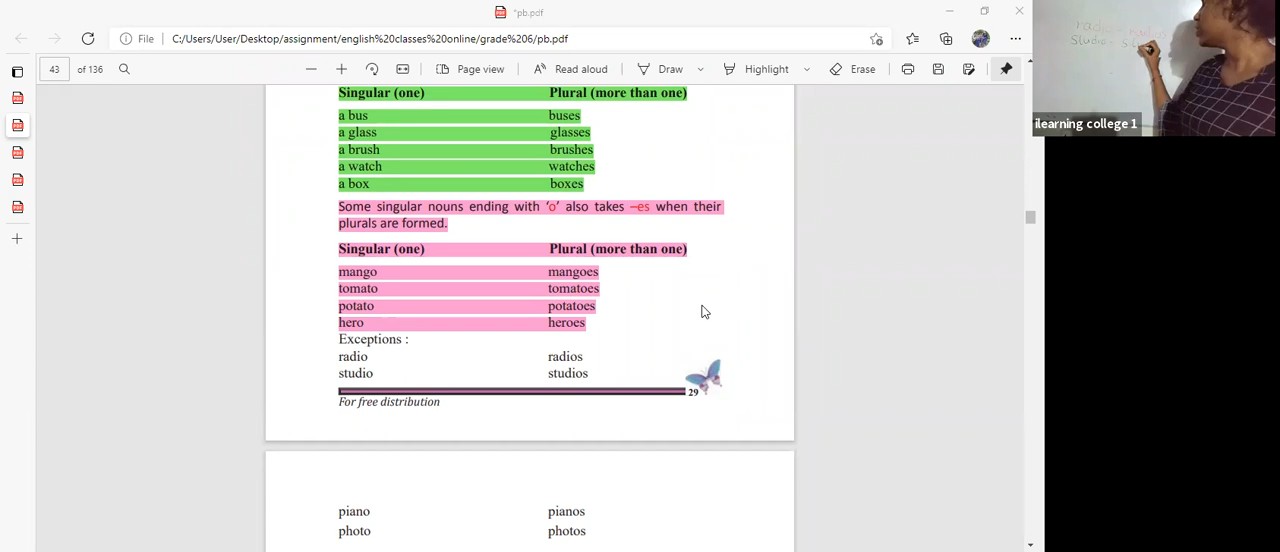 *pb.pdf
File C:/Users/User/Desktop/assignment/english%20classes%20online/grade%206/pb.pdf
43 of 136 Page view Read aloud Draw Highlight Erase
Singular (one) Plural (more than one)
a bus buses
a glass glasses
a brush brushes
a watch watches
a box boxes
Some singular nouns ending with ‘o’ also takes –es when their
plurals are formed.
Singular (one) Plural (more than one)
mango mangoes
tomato tomatoes
potato potatoes
hero heroes
Exceptions :
radio radios
studio studios
29
For free distribution
piano pianos
photo photos
radio
Studio -
ilearning college 1